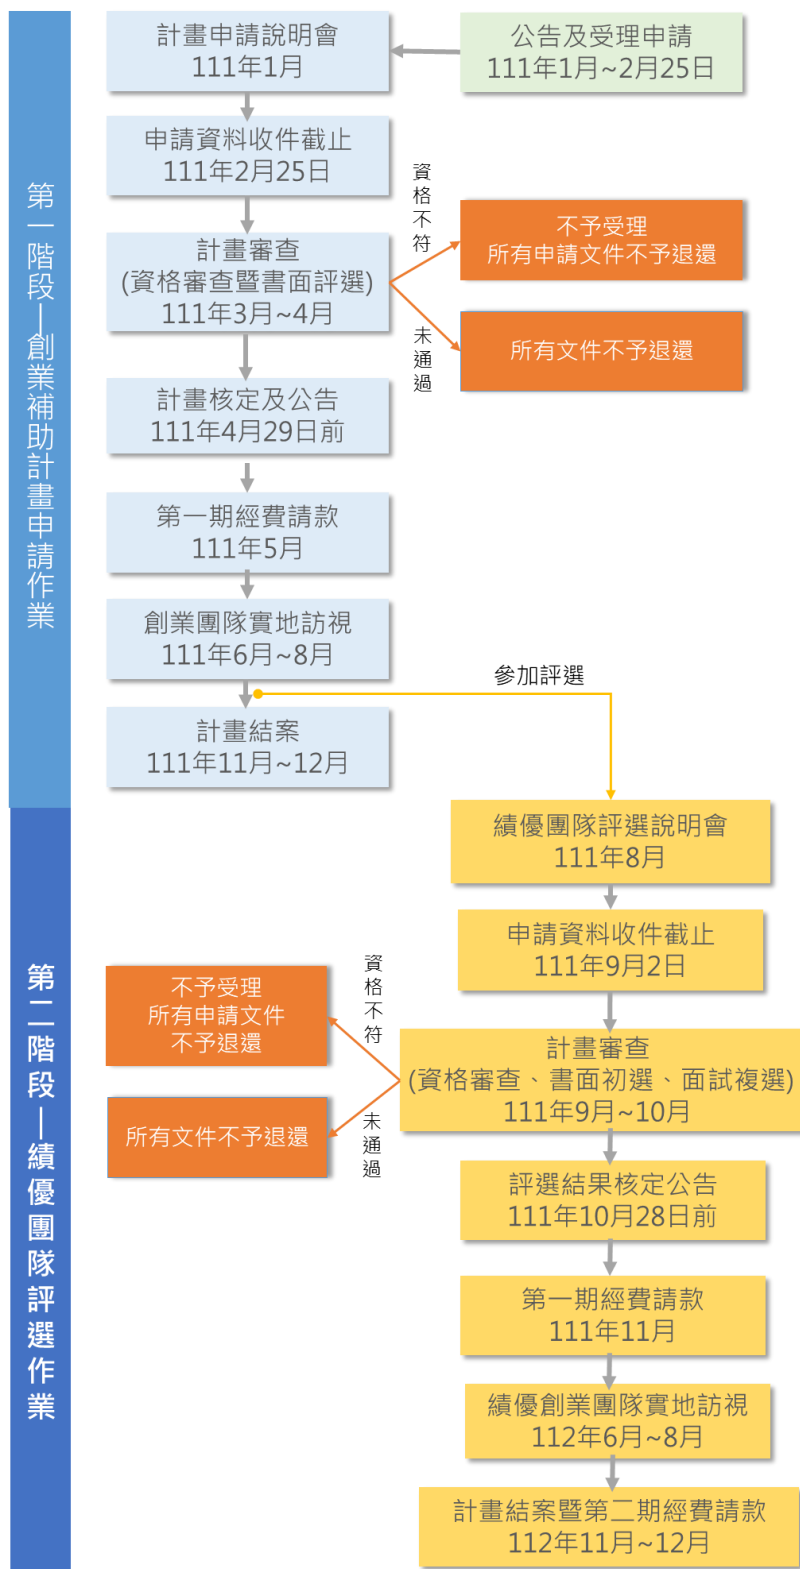 第一階段—創業補助計畫申請作業
計畫申請說明會
111年1月
公告及受理申請
111年1月~2月25日
申請資料收件截止
111年2月25日
計畫審查
(資格審查暨書面評選)
111年3月~4月
資格不符
不予受理
所有申請文件不予退還
未通過
所有文件不予退還
計畫核定及公告
111年4月29日前
第一期經費請款
111年5月
創業團隊實地訪視
111年6月~8月
參加評選
計畫結案
111年11月~12月
第二階段—績優團隊評選作業
績優團隊評選說明會
111年8月
申請資料收件截止
111年9月2日
計畫審查
(資格審查、書面初選、面試複選)
111年9月~10月
資格不符
不予受理
所有申請文件
不予退還
未通過
所有文件不予退還
評選結果核定公告
111年10月28日前
第一期經費請款
111年11月
績優創業團隊實地訪視
112年6月~8月
計畫結案暨第二期經費請款
112年11月~12月